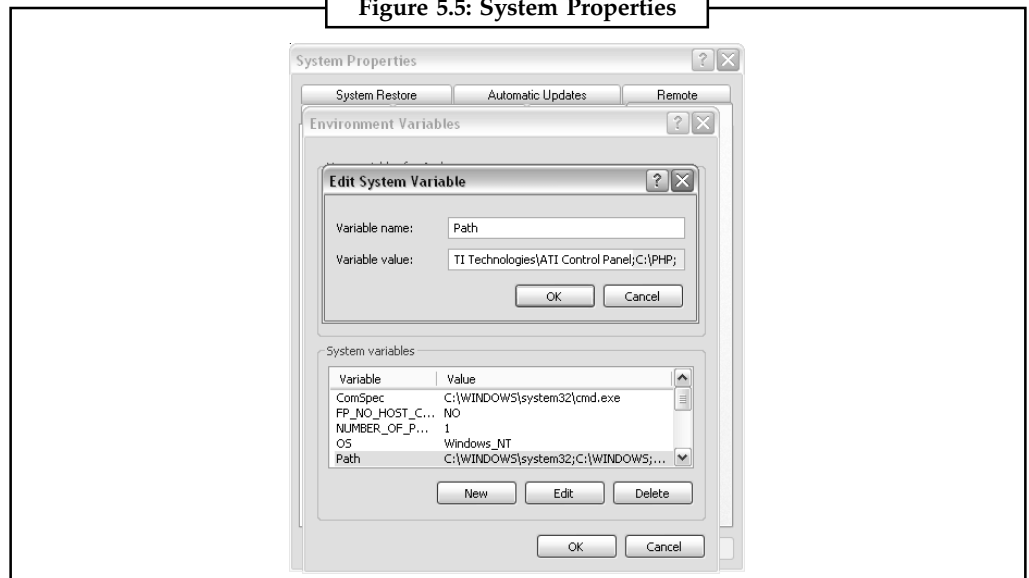 Figure 5.5: System Properties
System Properties
System Restore Automatic Updates Remote
Environment Variables
Edit System Variable
Variable name: Path
Variable value: TI Technologies\ATI Control Panel;C:\PHP;
OK Cancel
System variables
Variable Value
ComSpec C:\WINDOWS\system32\cmd.exe
FP_NO_HOST_C... NO
NUMBER_OF_P... 1
OS Windows_NT
Path C:\WINDOWS\system32;C:\WINDOWS;...
New Edit Delete
OK Cancel